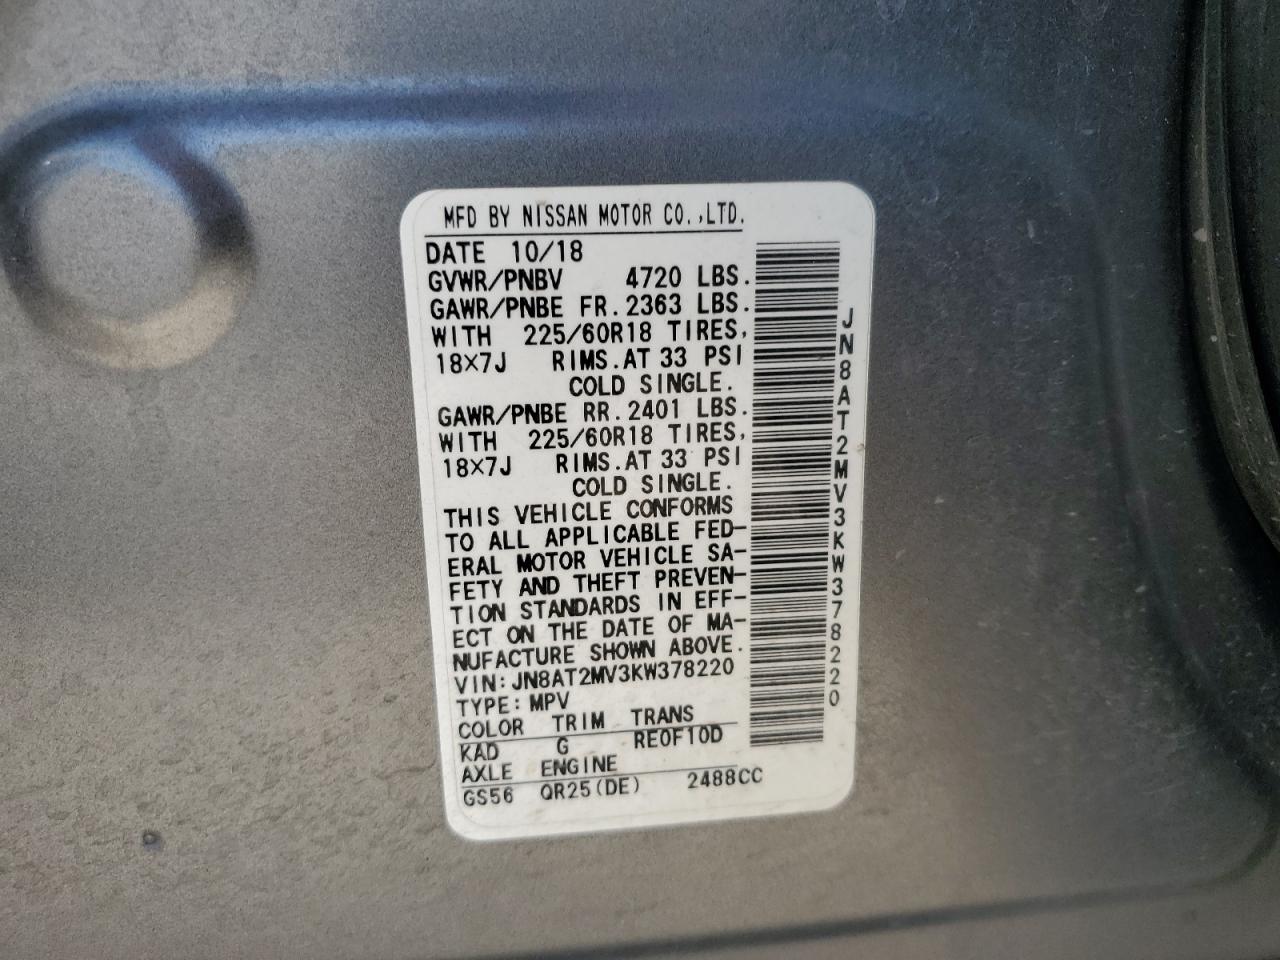 MFD BY NISSAN MOTOR CO.,LTD.
DATE 10/18
GVWR/PNBV 4720 LBS.
GAWR/PNBE FR. 2363 LBS.
WITH 225/60R18 TIRES,
18×7J RIMS. AT 33 PSI
COLD SINGLE.
GAWR/PNBE RR. 2401 LBS.
WITH 225/60R18 TIRES,
18×7J RIMS. AT 33 PSI
COLD SINGLE.
THIS VEHICLE CONFORMS
TO ALL APPLICABLE FED-
ERAL MOTOR VEHICLE SA-
FETY AND THEFT PREVEN-
TION STANDARDS IN EFF-
ECT ON THE DATE OF MA-
NUFACTURE SHOWN ABOVE.
VIN: JN8AT2MV3KW378220
TYPE: MPV
COLOR TRIM TRANS
KAD G RE0F10D
AXLE ENGINE
GS56 QR25(DE) 2488CC
JN8AT2MV3KW378220